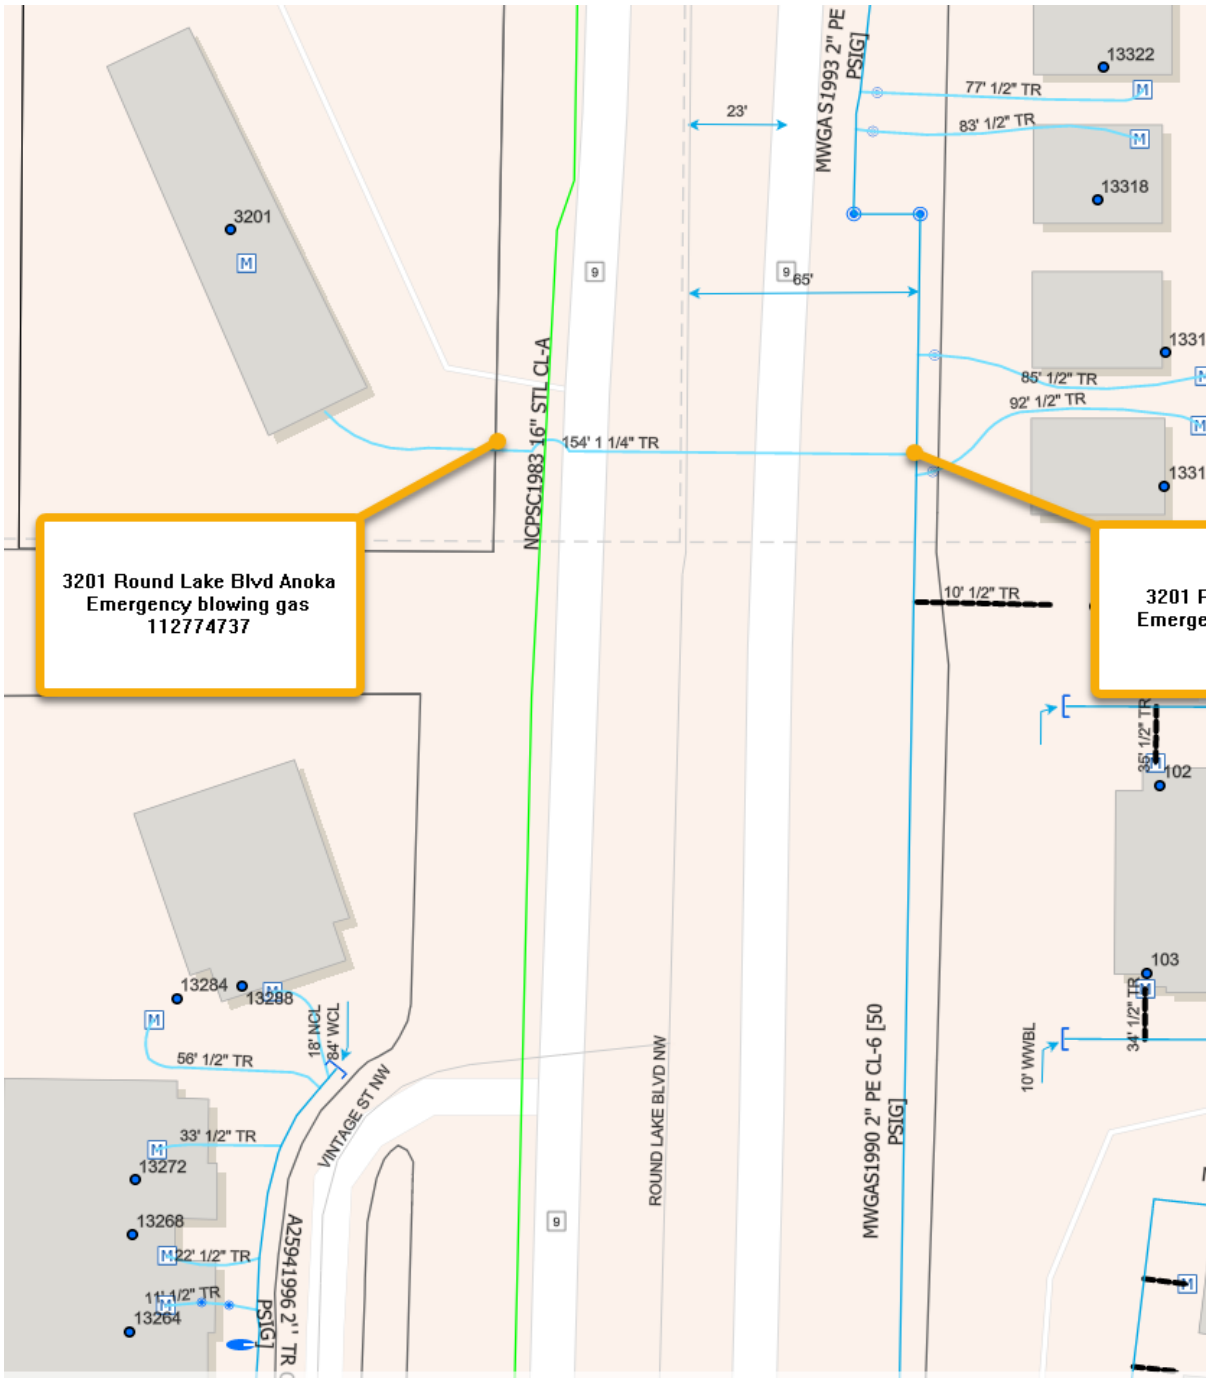 13322
MWGAS1993 2" PE
PSIG]
77' 1/2" TR
M
23'
83' 1/2" TR
M
13318
3201
M
9
9
65'
1331
NCPSC1983 16" STL CL-A
85' 1/2" TR
M
92' 1/2" TR
M
154' 1 1/4" TR
1331
3201 Round Lake Blvd Anoka
Emergency blowing gas
112774737
3201
Emerge
10' 1/2" TR
35' 1/2" TR
M
102
103
M
34' 1/2" TR
10' WWBL
13284
13288
M
M
18' NCL
84' WCL
56' 1/2" TR
VINTAGE ST NW
ROUND LAKE BLVD NW
MWGAS1990 2" PE CL-6 [50
PSIG]
33' 1/2" TR
M
13272
13268
M
22' 1/2" TR
11' 1/2" TR
M
13264
A25941996 2'' TR
PSIG]
9
M